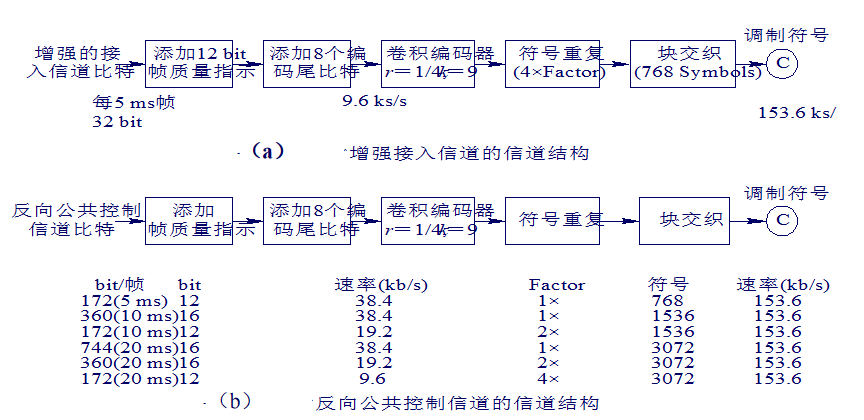 增强的接
入信道比特
添加12 bit
帧质量指示
添加8个编
码尾比特
卷积编码器
r＝1/4, k＝9
符号重复
(4×Factor)
块交织
(768 Symbols)
调制符号
C
每5 ms帧
32 bit
9.6 ks/s
153.6 ks/
（a） 增强接入信道的信道结构
反向公共控制
信道比特
添加
帧质量指示
添加8个编
码尾比特
卷积编码器
r＝1/4, k＝9
符号重复
块交织
调制符号
C
bit/帧 bit 速率(kb/s) Factor 符号 速率(kb/s)
172(5 ms) 12 38.4 1× 768 153.6
360(10 ms)16 38.4 1× 1536 153.6
172(10 ms)12 19.2 2× 1536 153.6
744(20 ms)16 38.4 1× 3072 153.6
360(20 ms)16 19.2 2× 3072 153.6
172(20 ms)12 9.6 4× 3072 153.6
（b） 反向公共控制信道的信道结构